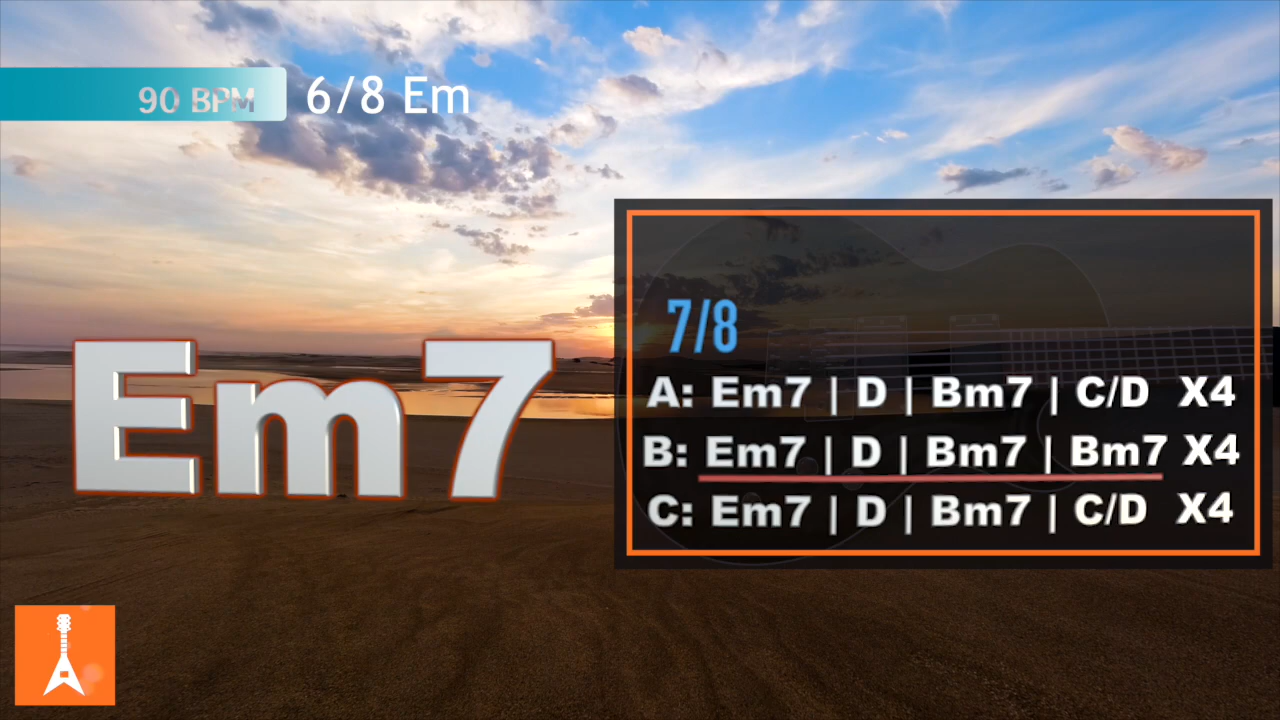 90 BPM 6/8 Em
Em7
7/8
A: Em7 | D | Bm7 | C/D X4
B: Em7 | D | Bm7 | Bm7 X4
C: Em7 | D | Bm7 | C/D X4